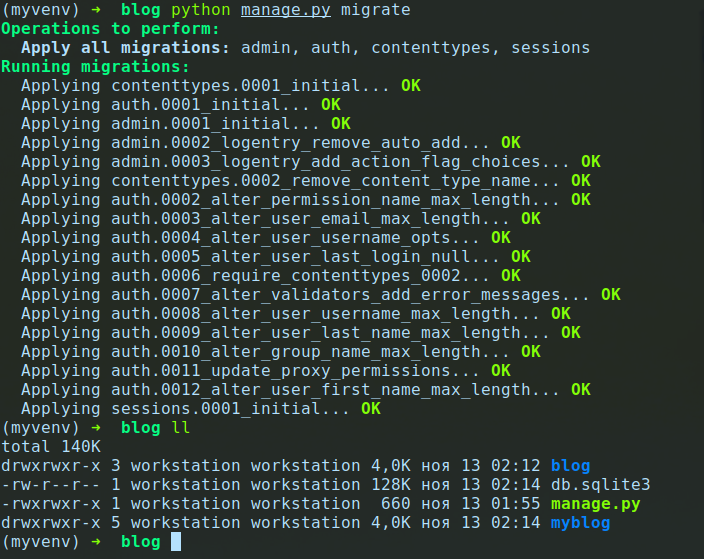 (myvenv) ➜  blog python manage.py migrate
Operations to perform:
  Apply all migrations: admin, auth, contenttypes, sessions
Running migrations:
  Applying contenttypes.0001_initial... OK
  Applying auth.0001_initial... OK
  Applying admin.0001_initial... OK
  Applying admin.0002_logentry_remove_auto_add... OK
  Applying admin.0003_logentry_add_action_flag_choices... OK
  Applying contenttypes.0002_remove_content_type_name... OK
  Applying auth.0002_alter_permission_name_max_length... OK
  Applying auth.0003_alter_user_email_max_length... OK
  Applying auth.0004_alter_user_username_opts... OK
  Applying auth.0005_alter_user_last_login_null... OK
  Applying auth.0006_require_contenttypes_0002... OK
  Applying auth.0007_alter_validators_add_error_messages... OK
  Applying auth.0008_alter_user_username_max_length... OK
  Applying auth.0009_alter_user_last_name_max_length... OK
  Applying auth.0010_alter_group_name_max_length... OK
  Applying auth.0011_update_proxy_permissions... OK
  Applying auth.0012_alter_user_first_name_max_length... OK
  Applying sessions.0001_initial... OK
(myvenv) ➜  blog ll
total 140K
drwxrwxr-x 3 workstation workstation 4,0K ноя 13 02:12 blog
-rw-r--r-- 1 workstation workstation 128K ноя 13 02:14 db.sqlite3
-rwxrwxr-x 1 workstation workstation  660 ноя 13 01:55 manage.py
drwxrwxr-x 5 workstation workstation 4,0K ноя 13 02:14 myblog
(myvenv) ➜  blog